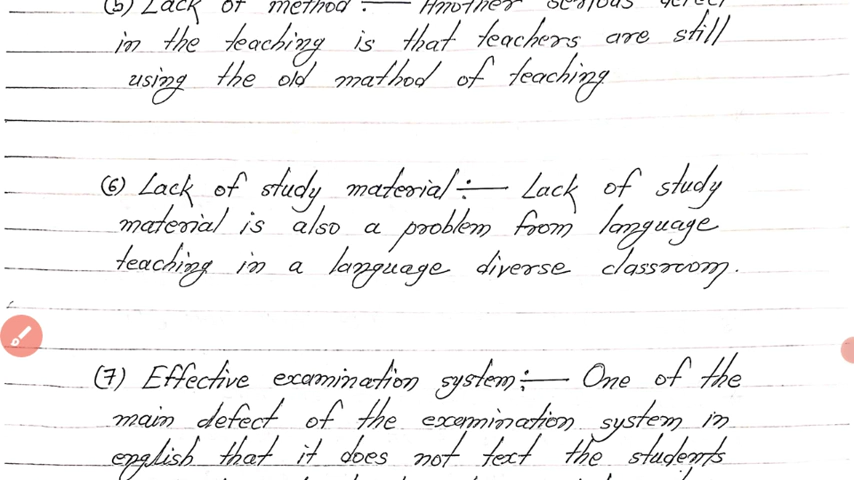 (5) Lack of method :— Another serious defect
in the teaching is that teachers are still
using the old mathod of teaching
(6) Lack of study material :— Lack of study
material is also a problem from language
teaching in a language diverse classroom.
(7) Effective examination system :— One of the
main defect of the examination system in
english that it does not text the students